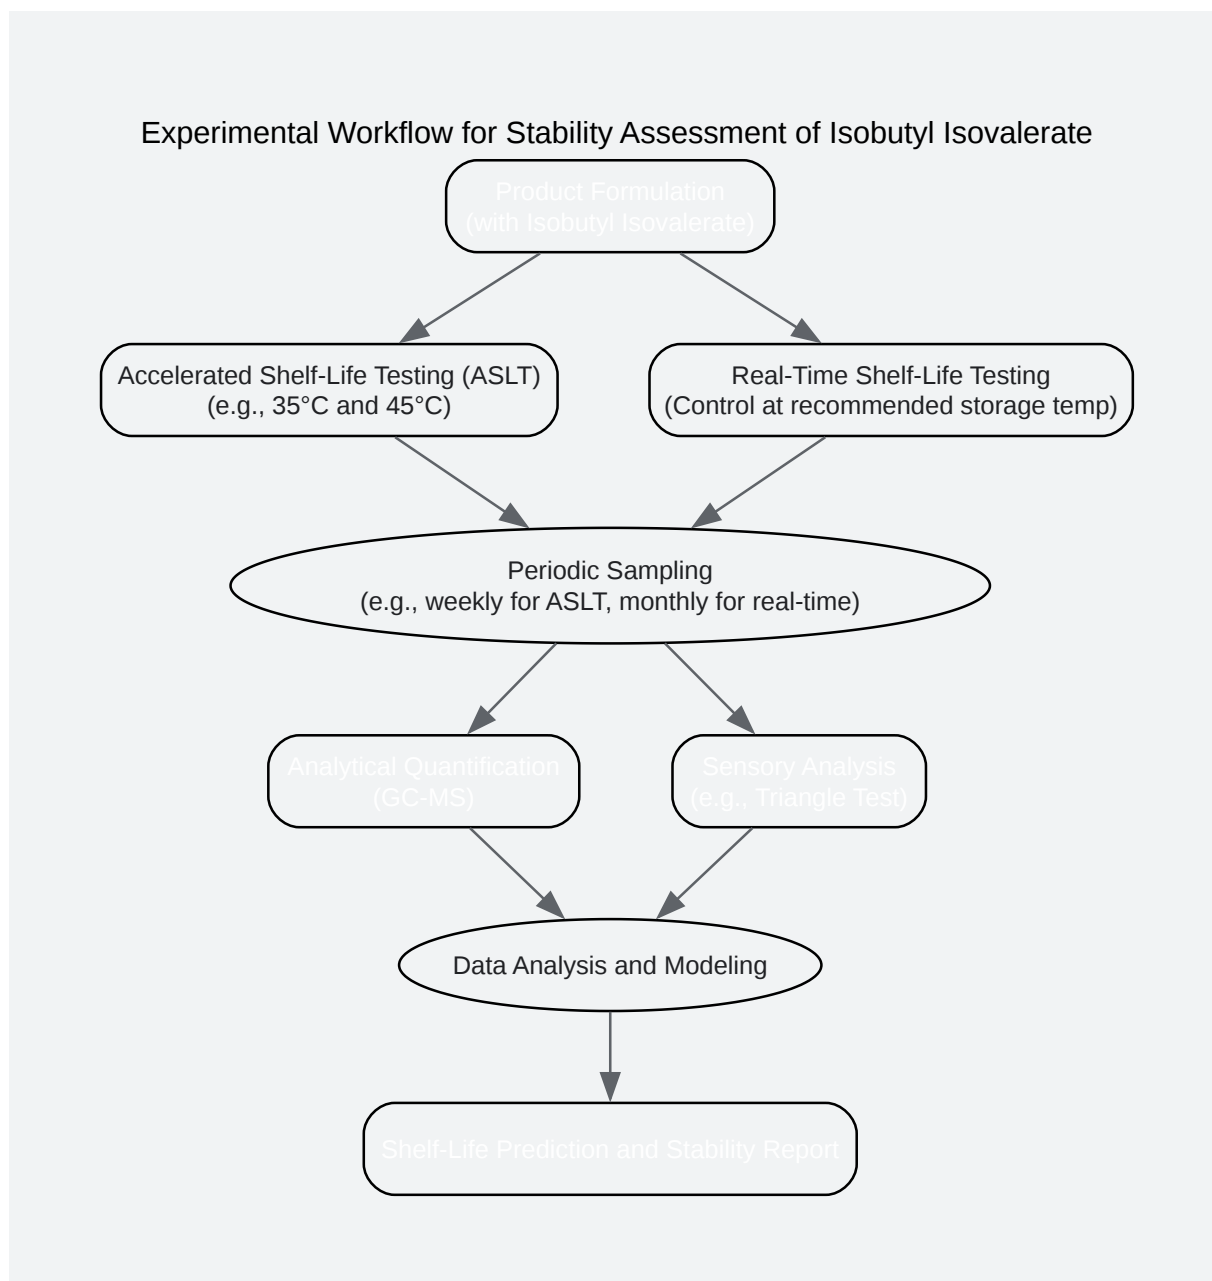 Experimental Workflow for Stability Assessment of Isobutyl Isovalerate
Product Formulation
(with Isobutyl Isovalerate)
Accelerated Shelf-Life Testing (ASLT)
(e.g., 35°C and 45°C)
Real-Time Shelf-Life Testing
(Control at recommended storage temp)
Periodic Sampling
(e.g., weekly for ASLT, monthly for real-time)
Analytical Quantification
(GC-MS)
Sensory Analysis
(e.g., Triangle Test)
Data Analysis and Modeling
Shelf-Life Prediction and Stability Report